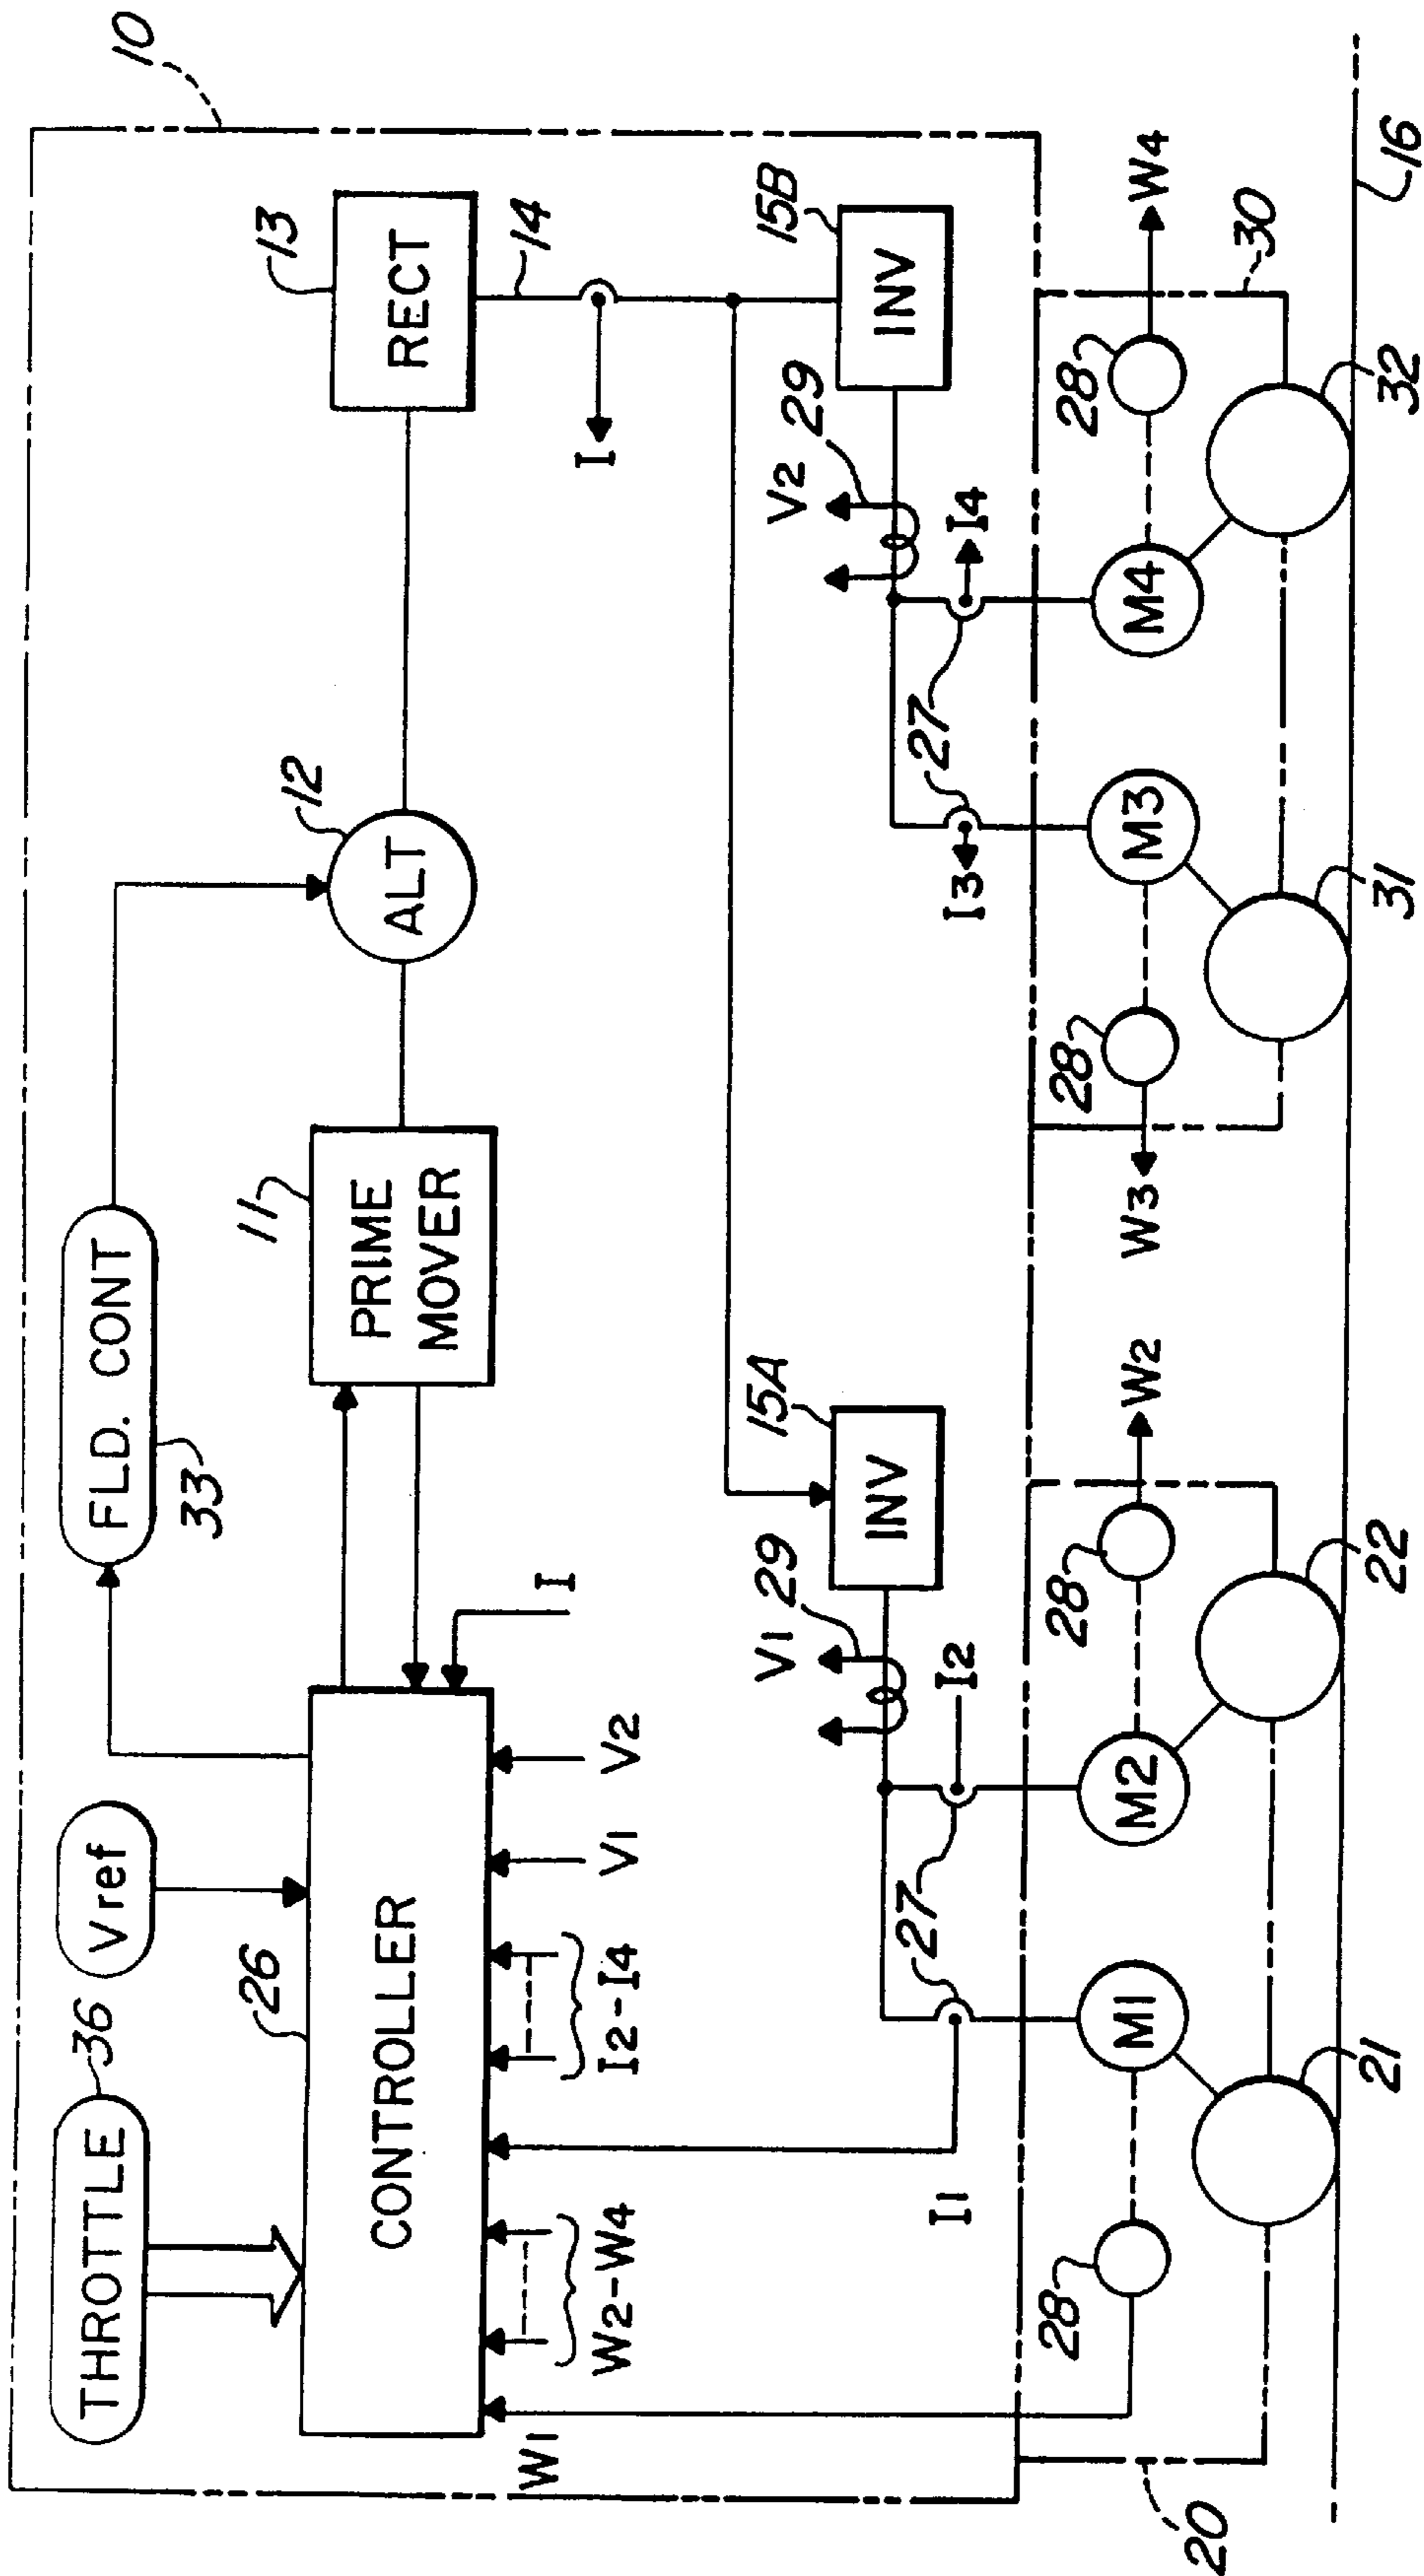 10
THROTTLE
36
Vref
FLD. CONT
33
26
CONTROLLER
11
PRIME
MOVER
12
ALT
13
RECT
14
I
I
W1
W2-W4
I2-I4
V1
V2
15A
INV
V1
29
I2
27
I1
15B
INV
V2
29
I4
27
I3
20
28
M1
M2
28
W2
W3
28
M3
M4
28
W4
30
21
22
31
32
16